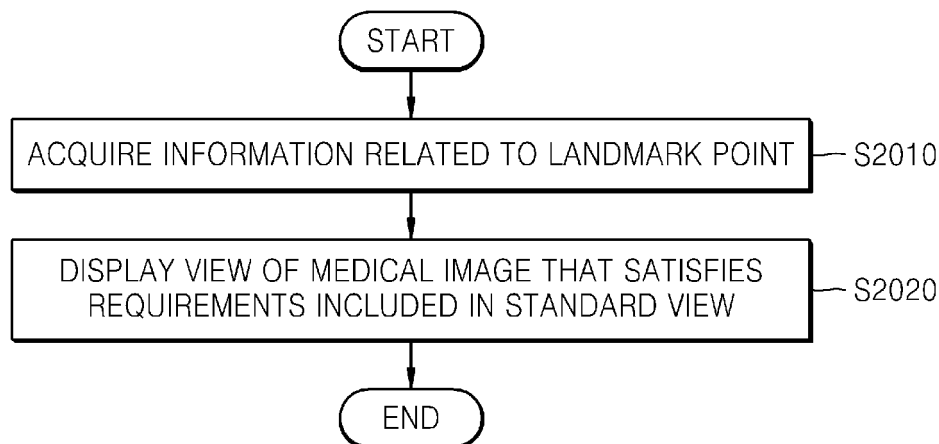 START
ACQUIRE INFORMATION RELATED TO LANDMARK POINT
S2010
DISPLAY VIEW OF MEDICAL IMAGE THAT SATISFIES
REQUIREMENTS INCLUDED IN STANDARD VIEW
S2020
END